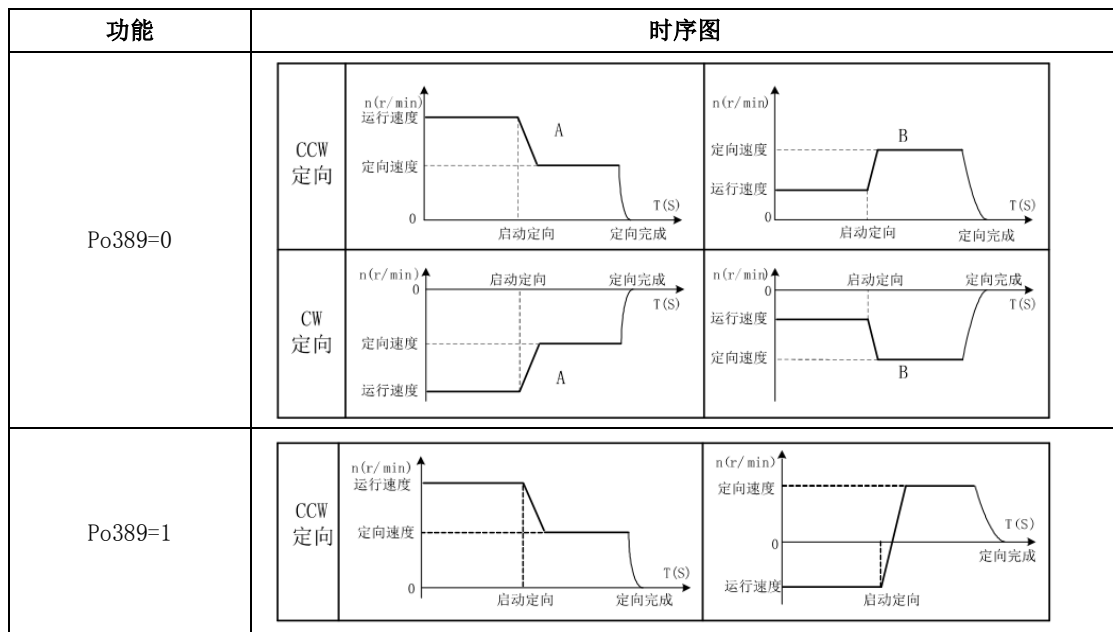 功能 时序图
Po389=0
CCW
定向
n(r/min)
运行速度
A
定向速度
T(S)
0
启动定向 定向完成
n(r/min)
B
定向速度
运行速度
T(S)
0
启动定向 定向完成
CW
定向
n(r/min) 启动定向 定向完成
0
T(S)
定向速度
A
运行速度
n(r/min) 启动定向 定向完成
0
T(S)
运行速度
定向速度
B
Po389=1
CCW
定向
n(r/min)
运行速度
定向速度
T(S)
0
启动定向 定向完成
n(r/min)
定向速度
T(S)
0
定向完成
运行速度
启动定向